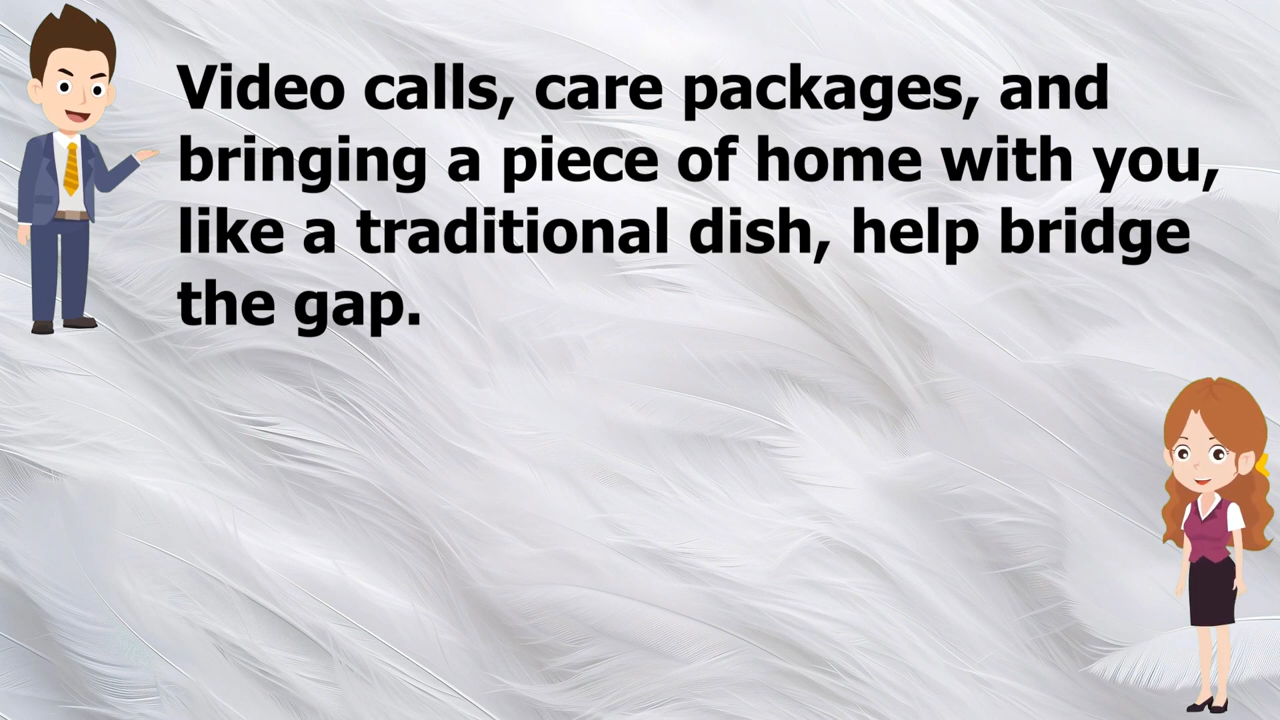 Video calls, care packages, and
bringing a piece of home with you,
like a traditional dish, help bridge
the gap.